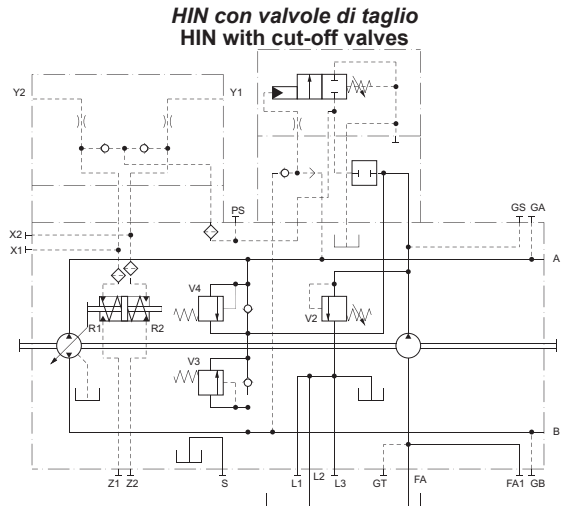 HIN con valvole di taglio
HIN with cut-off valves
Y2
Y1
PS
GS GA
X2
X1
A
V4
V2
R1
R2
V3
B
Z1 Z2
S
L1
L2
L3
GT
FA
FA1 GB